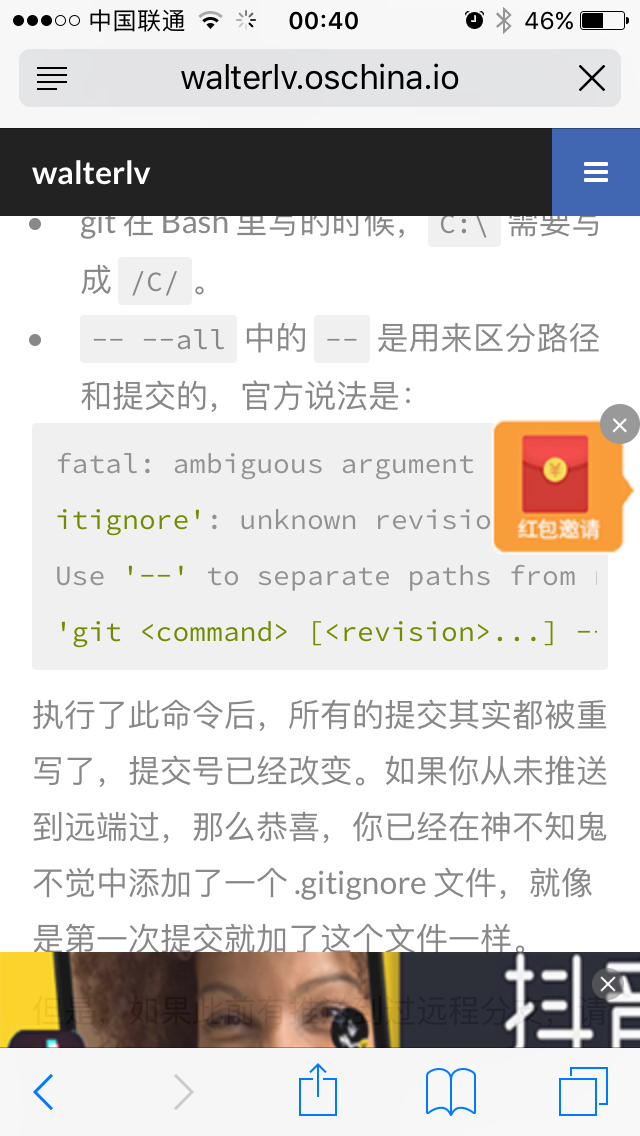 中国联通 00:40 46%
walterlv.oschina.io
walterlv
git 在 Bash 里写的时候， C:\ 需要写
成 /C/ 。
-- --all 中的 -- 是用来区分路径
和提交的，官方说法是：
fatal: ambiguous argument
itignore': unknown revisio
红包邀请
Use '--' to separate paths from
'git <command> [<revision>...] --
执行了此命令后，所有的提交其实都被重
写了，提交号已经改变。如果你从未推送
到远端过，那么恭喜，你已经在神不知鬼
不觉中添加了一个 .gitignore 文件，就像
是第一次提交就加了这个文件一样。
但是，如果此前有推 到过远程分 ，请
抖音